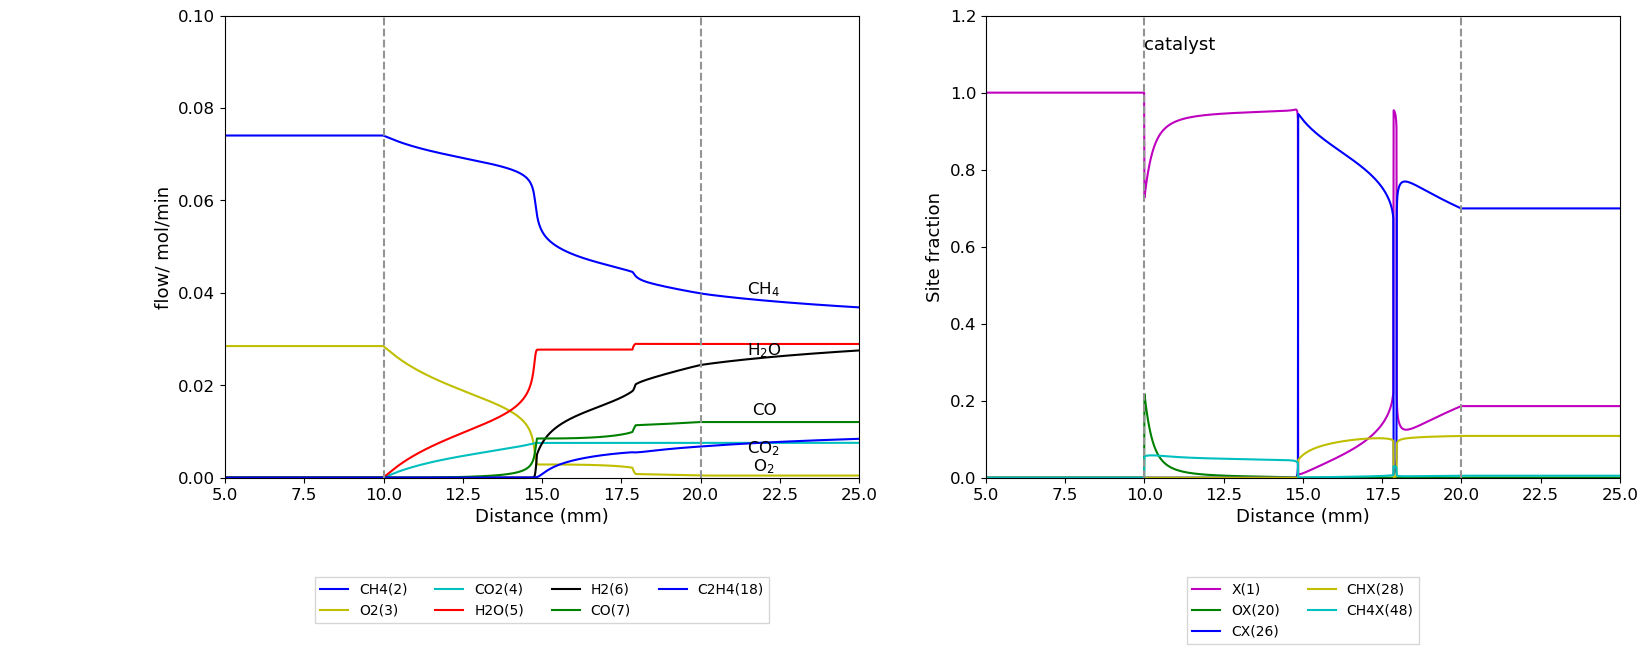 0.10
0.08
0.06
0.04
0.02
0.00
flow/ mol/min
CH4
H2O
CO
CO2
O2
5.0 7.5 10.0 12.5 15.0 17.5 20.0 22.5 25.0
Distance (mm)
CH4(2) CO2(4) H2(6) C2H4(18)
O2(3) H2O(5) CO(7)
1.2
1.0
0.8
0.6
0.4
0.2
0.0
Site fraction
catalyst
5.0 7.5 10.0 12.5 15.0 17.5 20.0 22.5 25.0
Distance (mm)
X(1) CHX(28)
OX(20) CH4X(48)
CX(26)